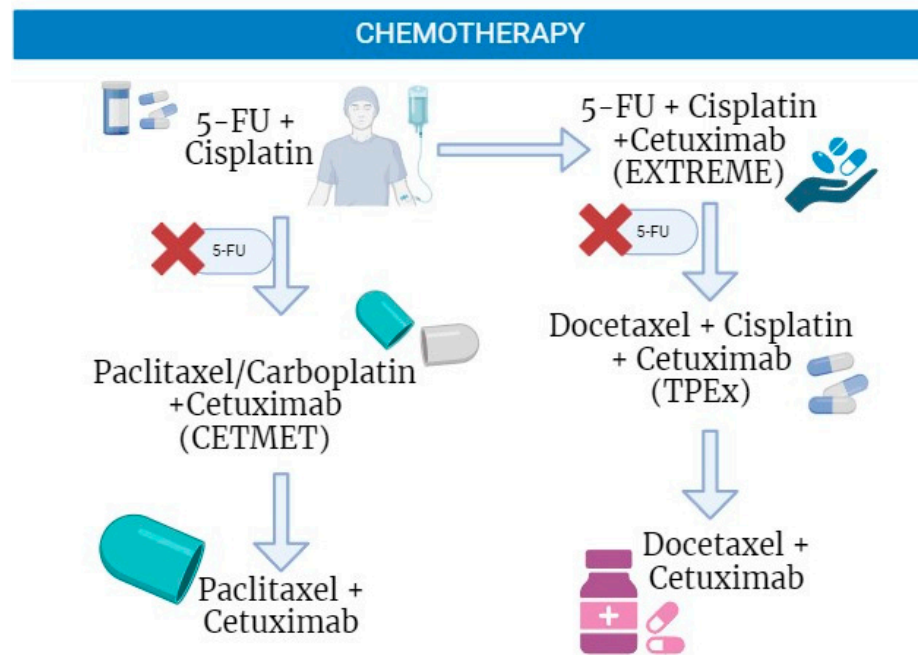 CHEMOTHERAPY
5-FU +
Cisplatin
5-FU + Cisplatin
+Cetuximab
(EXTREME)
5-FU
5-FU
Paclitaxel/Carboplatin
+Cetuximab
(CETMET)
Docetaxel + Cisplatin
+ Cetuximab
(TPEx)
Paclitaxel +
Cetuximab
Docetaxel +
Cetuximab